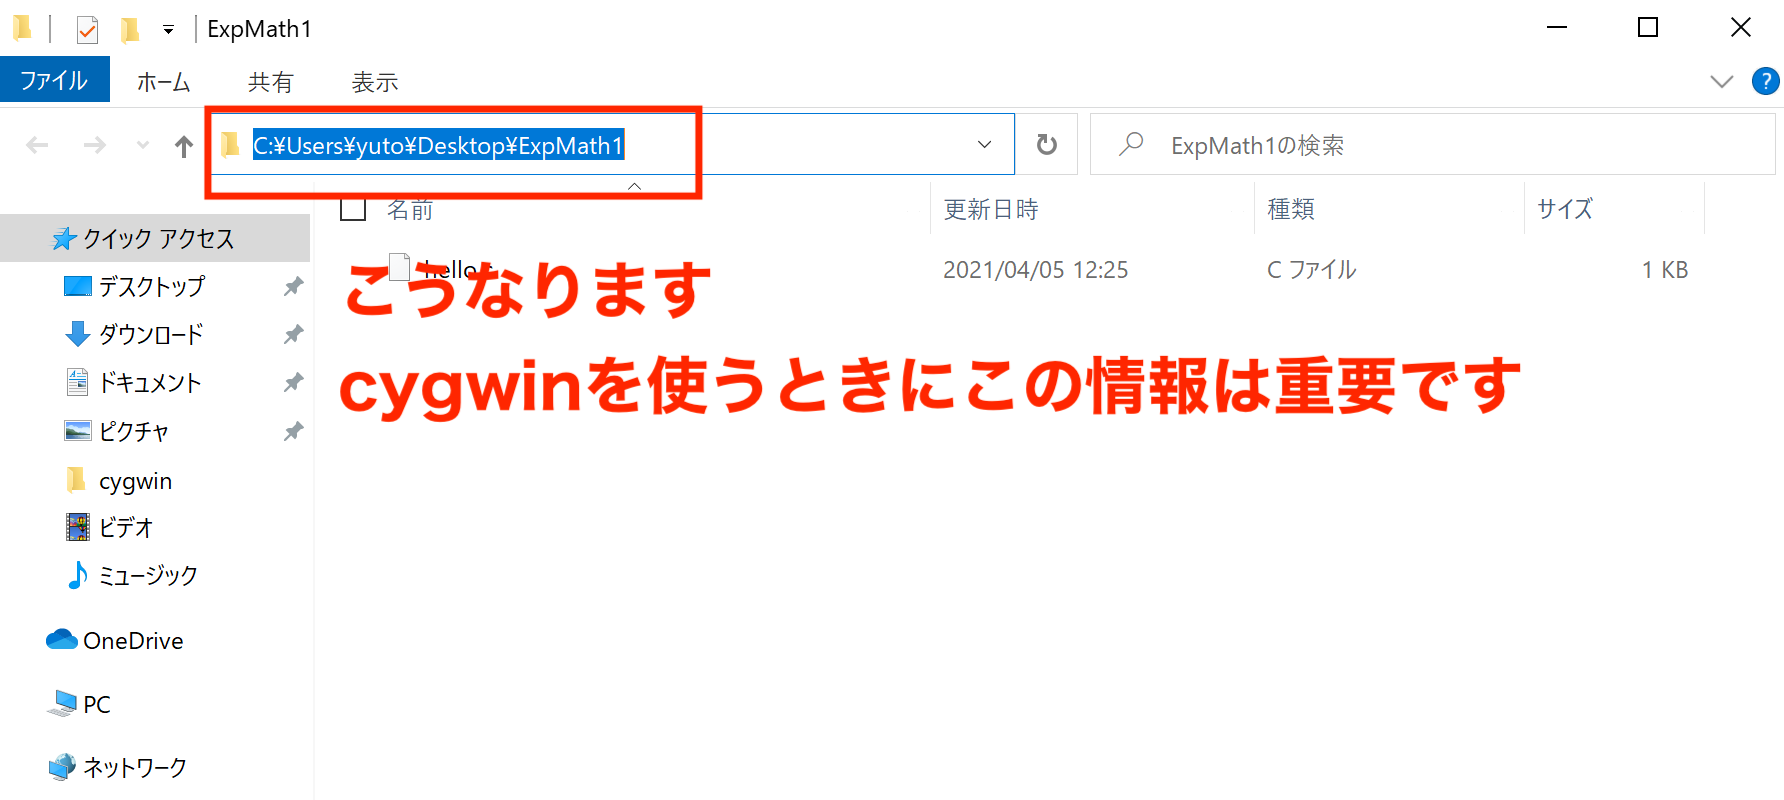 ExpMath1
ファイル ホーム 共有 表示
C:¥Users¥yuto¥Desktop¥ExpMath1
ExpMath1の検索
名前 更新日時 種類 サイズ
hello.c 2021/04/05 12:25 C ファイル 1 KB
こうなります
cygwinを使うときにこの情報は重要です
クイック アクセス
デスクトップ
ダウンロード
ドキュメント
ピクチャ
cygwin
ビデオ
ミュージック
OneDrive
PC
ネットワーク